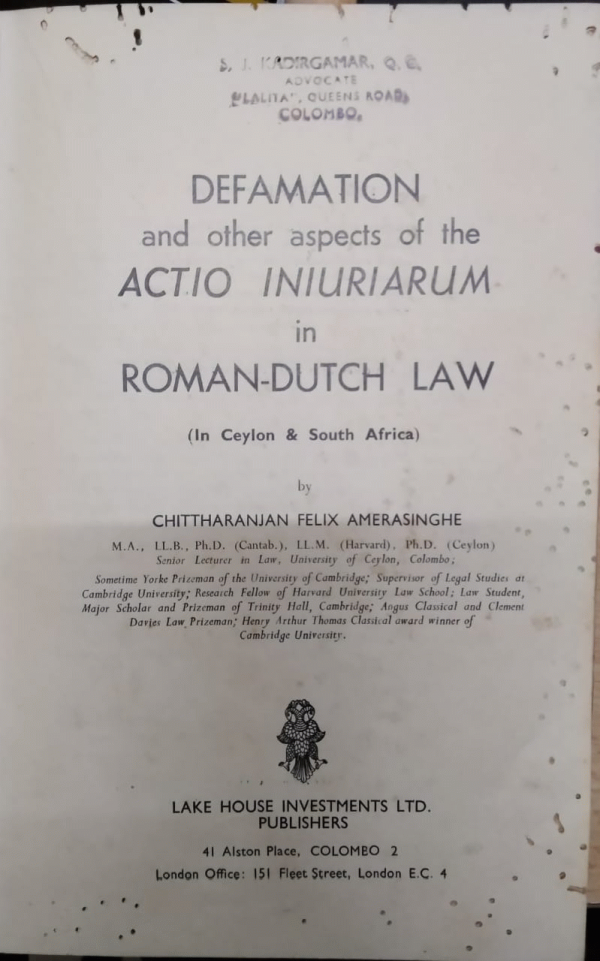 S. J. KADIRGAMAR, Q. C.
ADVOCATE
"LALITA", QUEENS ROAD,
COLOMBO.
DEFAMATION
and other aspects of the
ACTIO INIURIARUM
in
ROMAN-DUTCH LAW
(In Ceylon & South Africa)
by
CHITTHARANJAN FELIX AMERASINGHE
M.A., LL.B., Ph.D. (Cantab.), LL.M. (Harvard), Ph.D. (Ceylon)
Senior Lecturer in Law, University of Ceylon, Colombo;
Sometime Yorke Prizeman of the University of Cambridge; Supervisor of Legal Studies at
Cambridge University; Research Fellow of Harvard University Law School; Law Student,
Major Scholar and Prizeman of Trinity Hall, Cambridge; Angus Classical and Clement
Davies Law Prizeman; Henry Arthur Thomas Classical award winner of
Cambridge University.
LAKE HOUSE INVESTMENTS LTD.
PUBLISHERS
41 Alston Place, COLOMBO 2
London Office: 151 Fleet Street, London E.C. 4